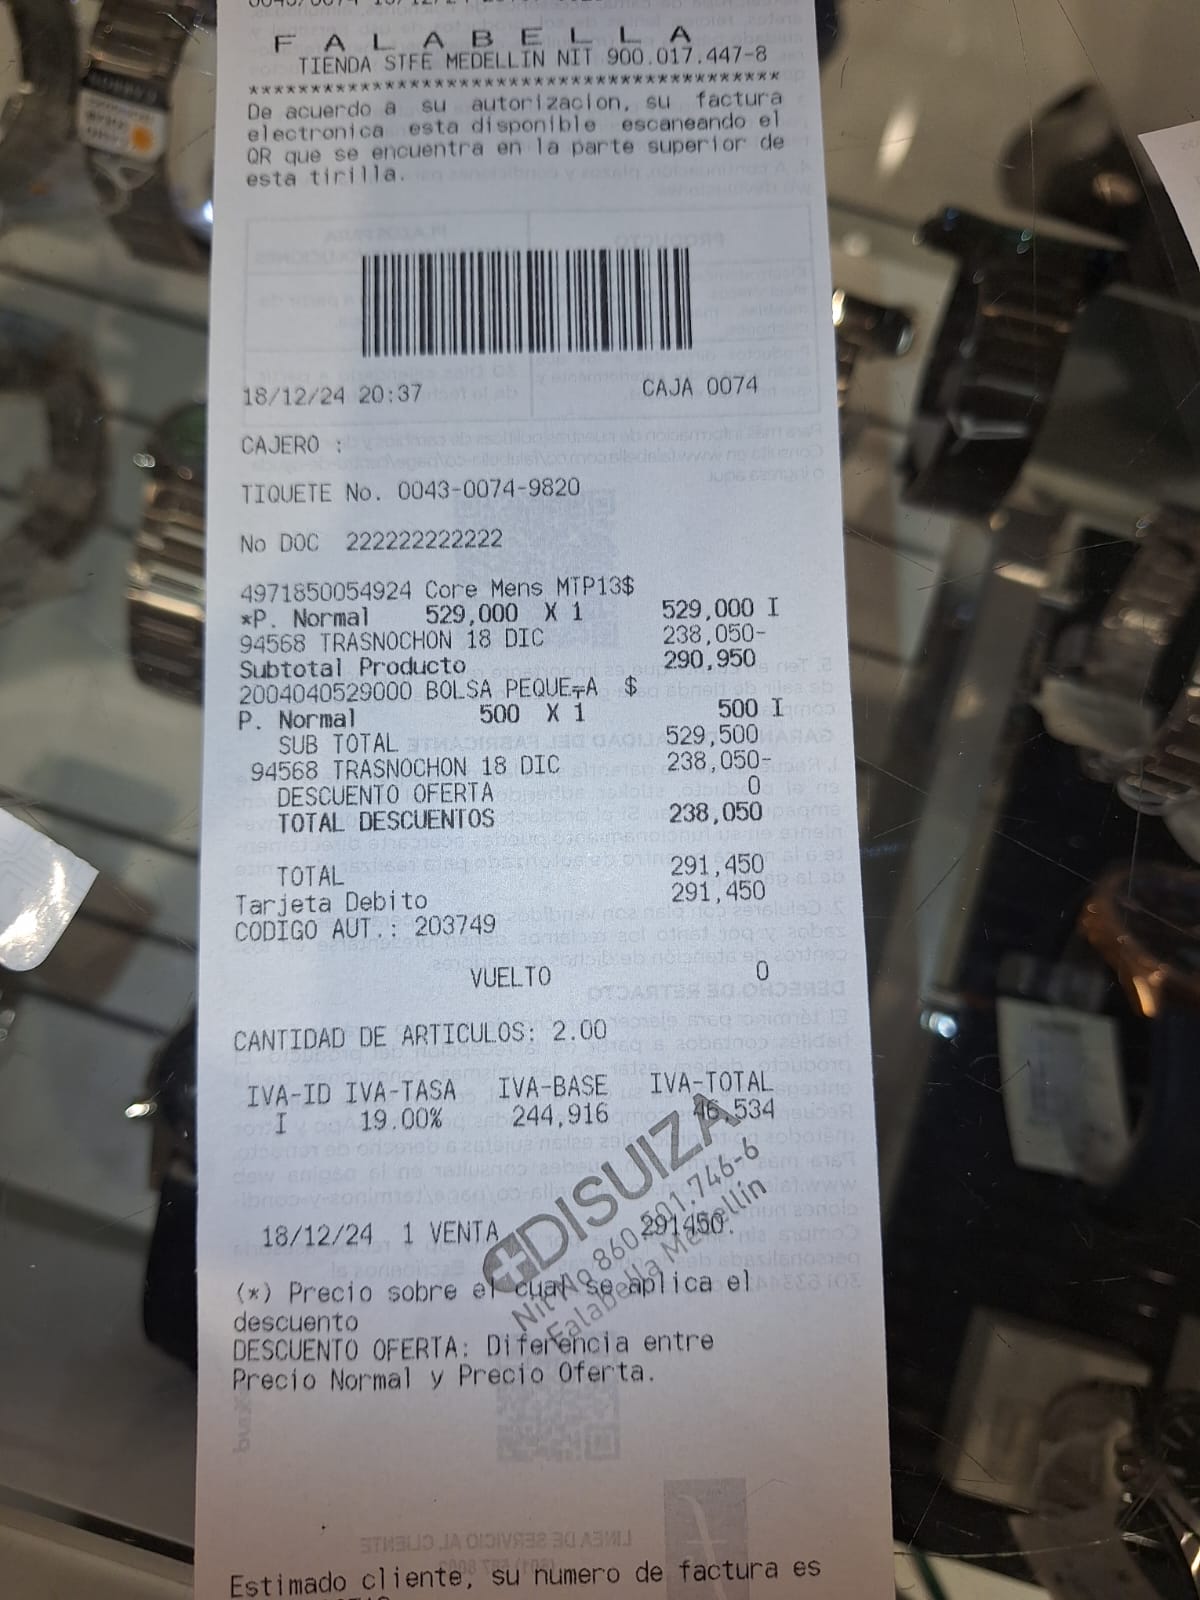 F A L A B E L L A
TIENDA STFE MEDELLIN NIT 900.017.447-8
****************************************
De acuerdo a su autorizacion, su factura
electronica esta disponible escaneando el
QR que se encuentra en la parte superior de
esta tirilla.
18/12/24 20:37 CAJA 0074
CAJERO :
TIQUETE No. 0043-0074-9820
No DOC 222222222222
4971850054924 Core Mens MTP13$
*P. Normal 529,000 X 1 529,000 I
94568 TRASNOCHON 18 DIC 238,050-
Subtotal Producto 290,950
2004040529000 BOLSA PEQUE┬A $
P. Normal 500 X 1 500 I
SUB TOTAL 529,500
94568 TRASNOCHON 18 DIC 238,050-
DESCUENTO OFERTA 0
TOTAL DESCUENTOS 238,050
TOTAL 291,450
Tarjeta Debito 291,450
CODIGO AUT.: 203749
VUELTO 0
CANTIDAD DE ARTICULOS: 2.00
IVA-ID IVA-TASA IVA-BASE IVA-TOTAL
I 19.00% 244,916 46,534
DISUIZA
Nit No 860.501.746-6
Falabella Medellín
18/12/24 1 VENTA 291450.
(*) Precio sobre el cual se aplica el
descuento
DESCUENTO OFERTA: Diferencia entre
Precio Normal y Precio Oferta.
Estimado cliente, su numero de factura es